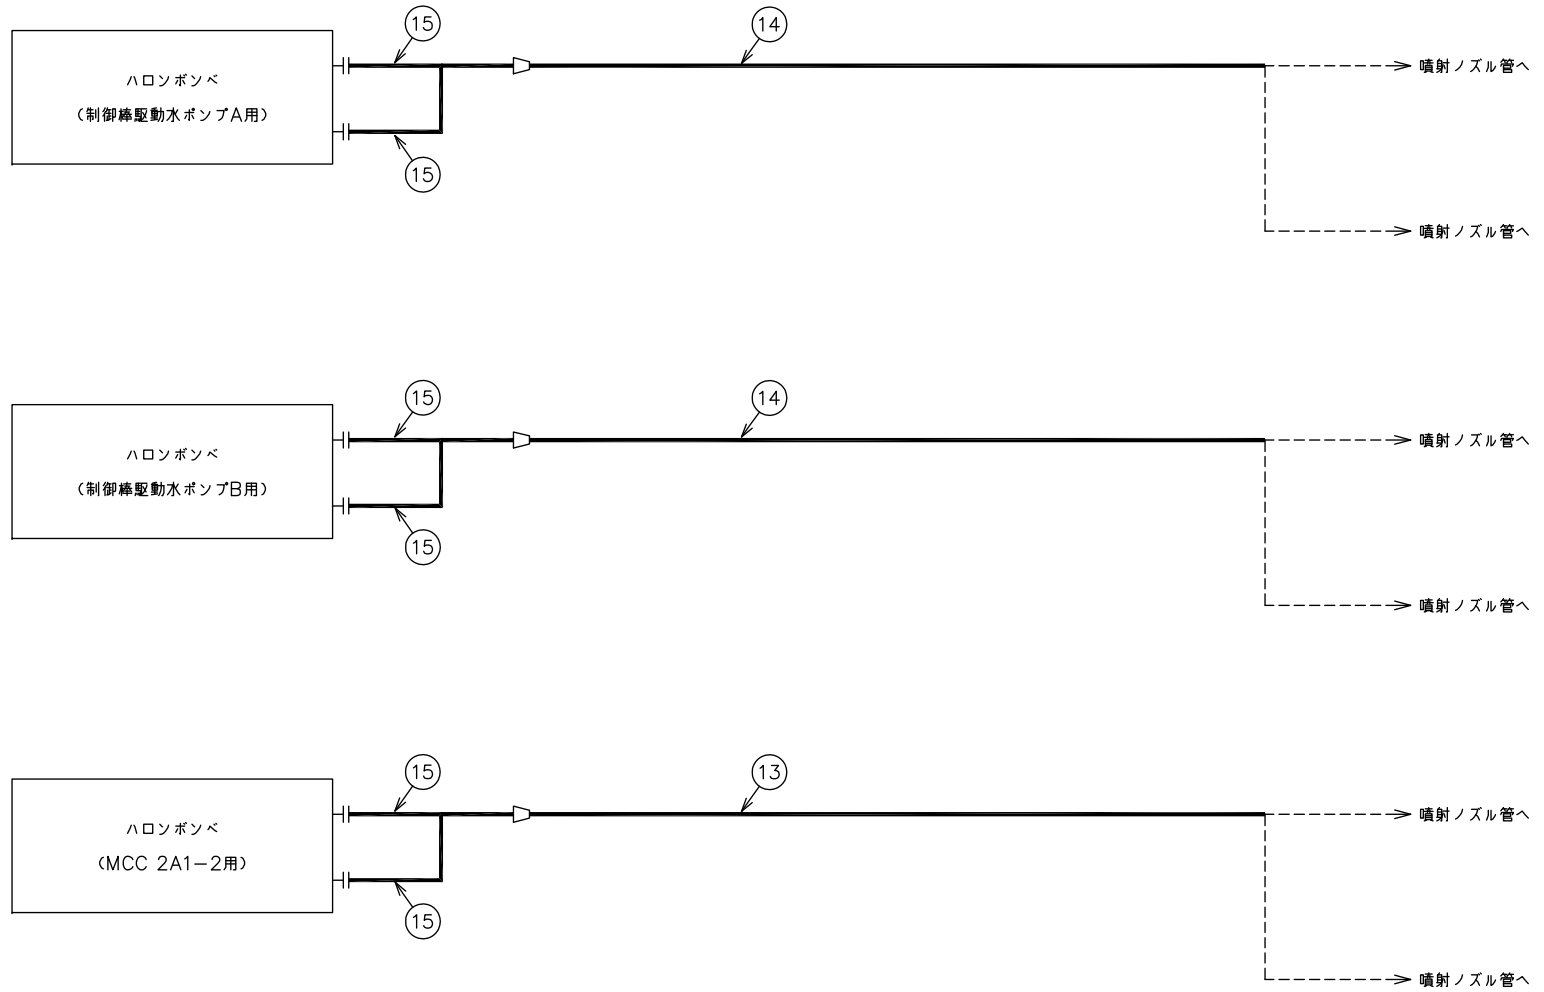 15
14
ハロンボンベ
(制御棒駆動水ポンプA用)
噴射ノズル管へ
15
噴射ノズル管へ
15
14
ハロンボンベ
(制御棒駆動水ポンプB用)
噴射ノズル管へ
15
噴射ノズル管へ
15
13
ハロンボンベ
(MCC 2A1-2用)
噴射ノズル管へ
15
噴射ノズル管へ